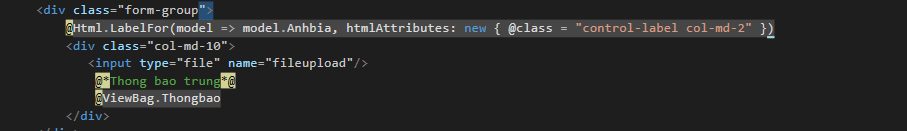 <div class="form-group">
@Html.LabelFor(model => model.Anhbia, htmlAttributes: new { @class = "control-label col-md-2" })
<div class="col-md-10">
<input type="file" name="fileupload"/>
@*Thong bao trung*@
@ViewBag.Thongbao
</div>